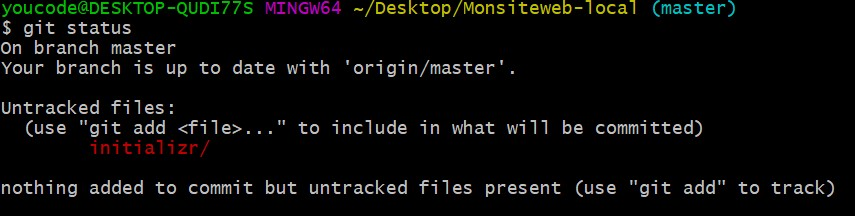 youcode@DESKTOP-QUDI77S MINGW64 ~/Desktop/Monsiteweb-local (master)
$ git status
On branch master
Your branch is up to date with 'origin/master'.
Untracked files:
(use "git add <file>..." to include in what will be committed)
initializr/
nothing added to commit but untracked files present (use "git add" to track)